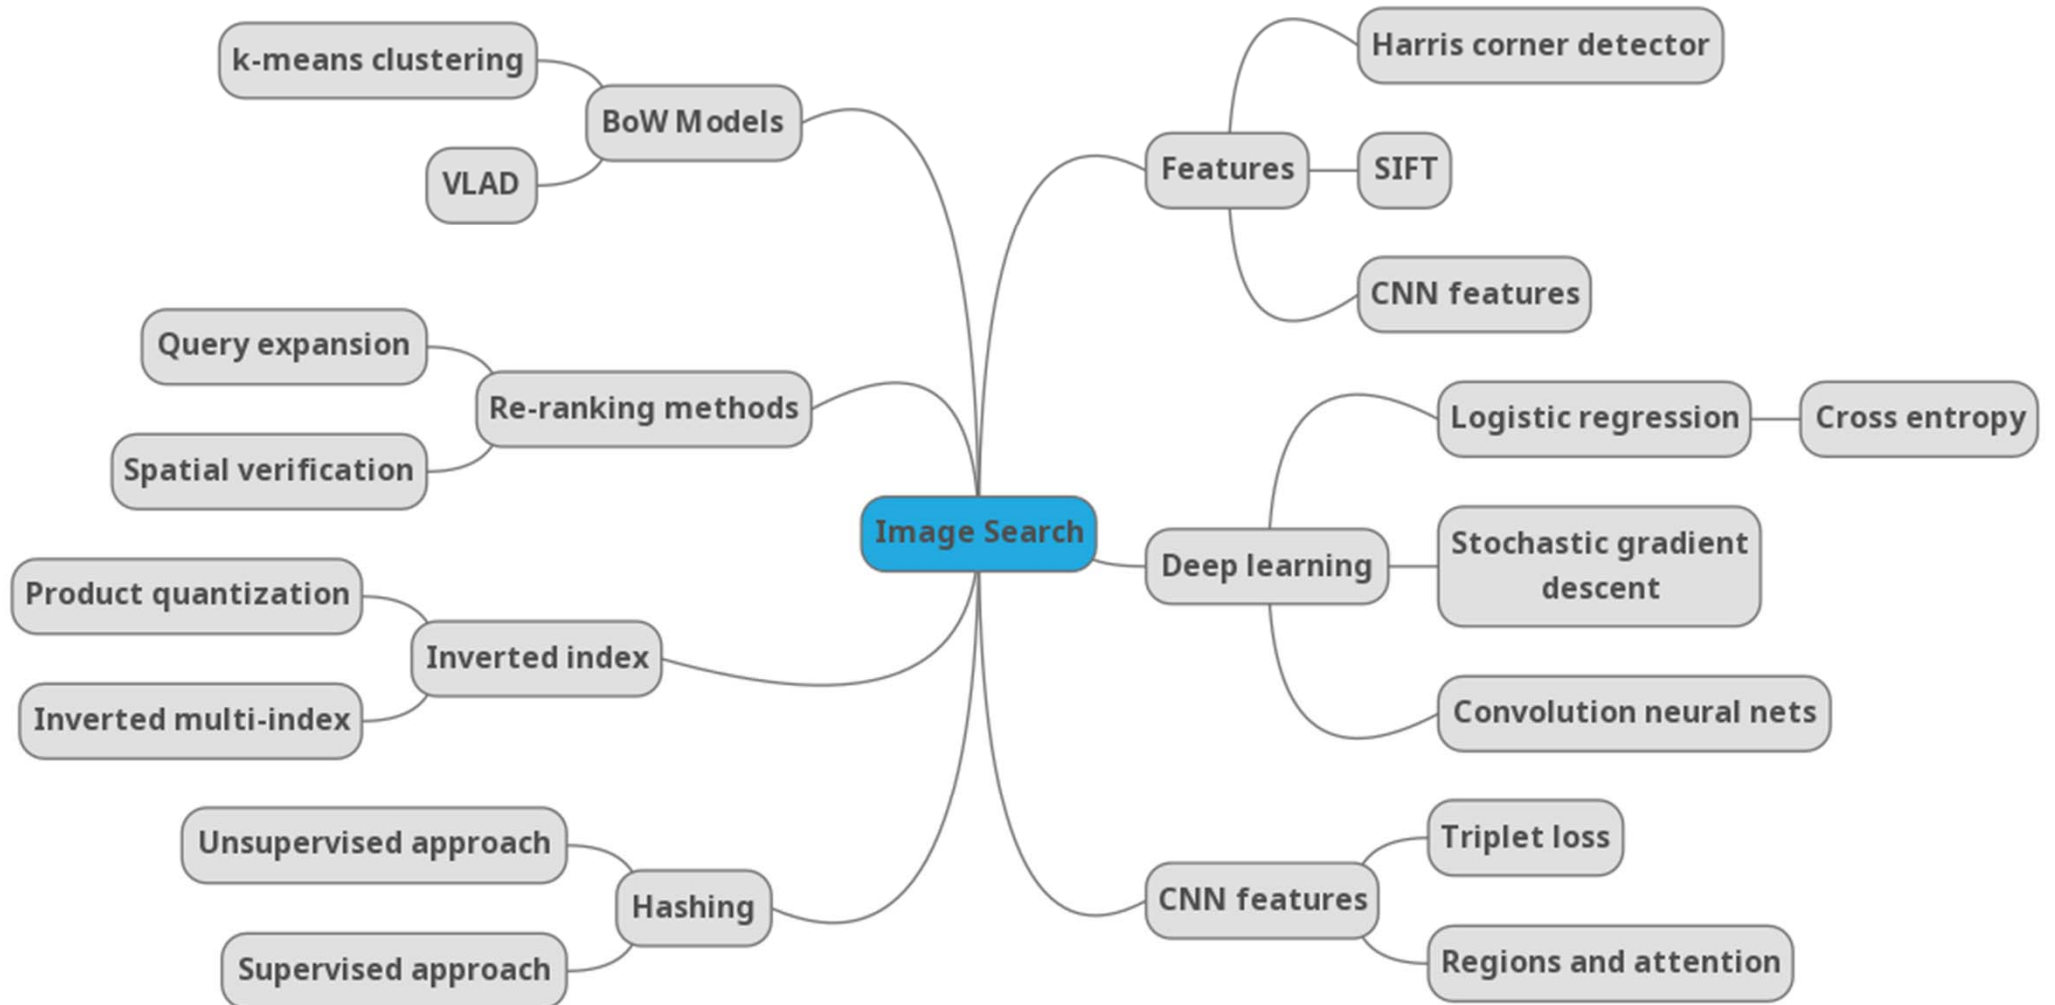 k-means clustering
BoW Models
VLAD
Query expansion
Re-ranking methods
Spatial verification
Product quantization
Inverted index
Inverted multi-index
Unsupervised approach
Hashing
Supervised approach
Image Search
Harris corner detector
Features
SIFT
CNN features
Logistic regression
Cross entropy
Deep learning
Stochastic gradient
descent
Convolution neural nets
Triplet loss
CNN features
Regions and attention